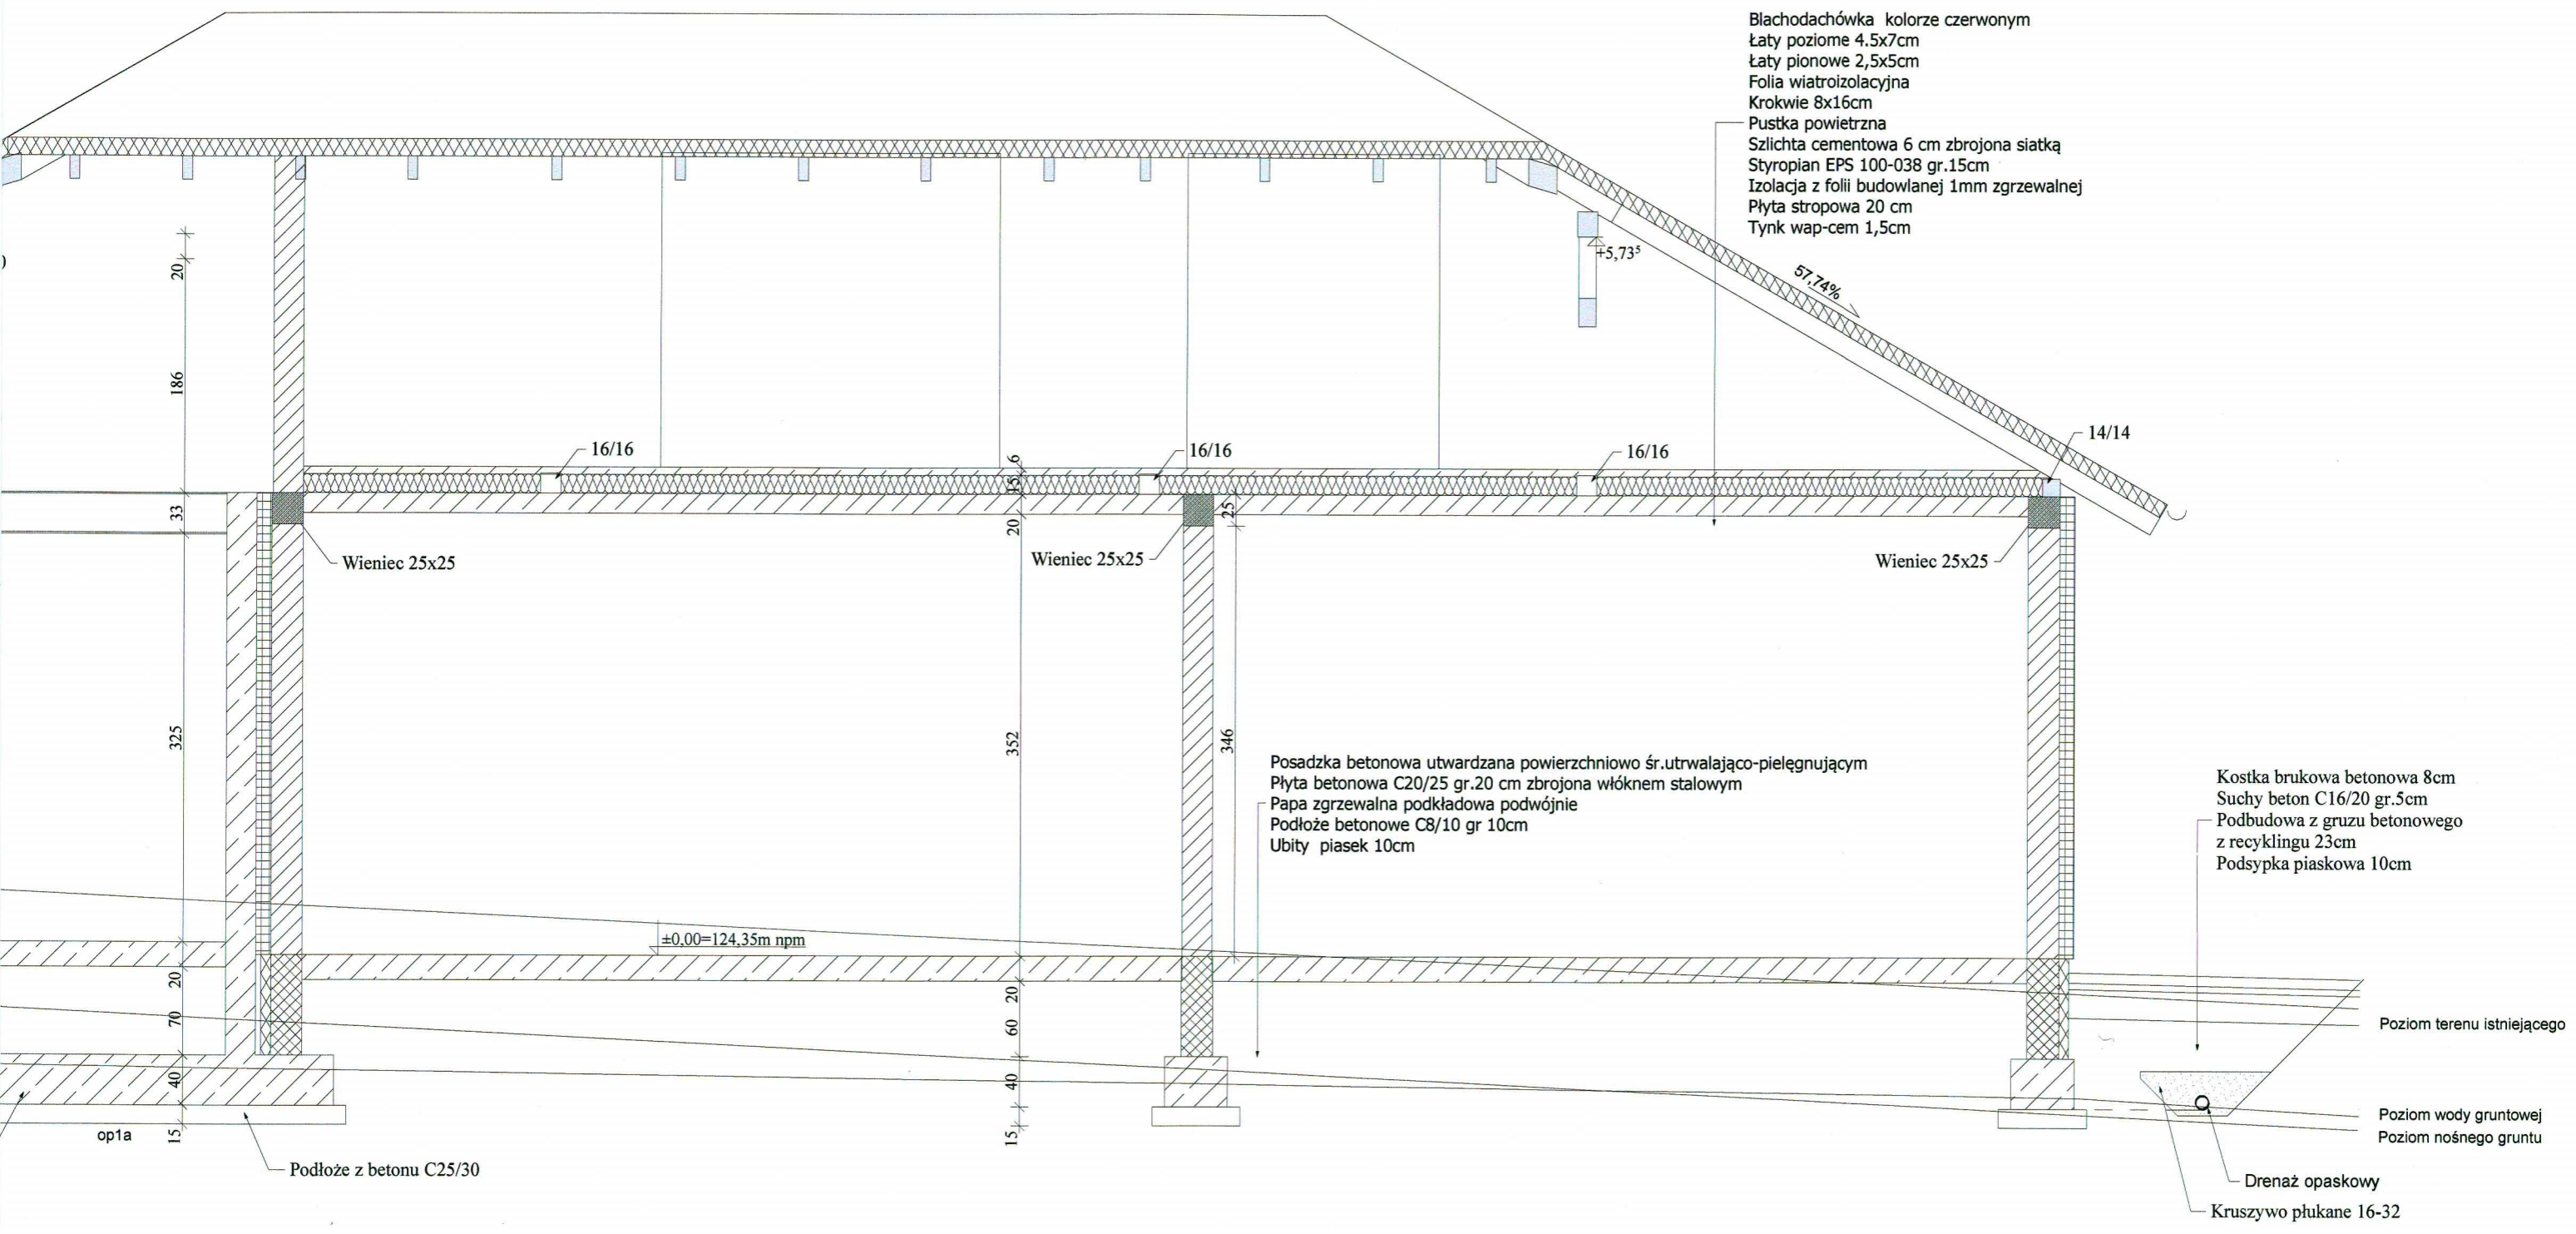 Blachodachówka kolorze czerwonym
Łaty poziome 4.5x7cm
Łaty pionowe 2,5x5cm
Folia wiatroizolacyjna
Krokwie 8x16cm
Pustka powietrzna
Szlichta cementowa 6 cm zbrojona siatką
Styropian EPS 100-038 gr.15cm
Izolacja z folii budowlanej 1mm zgrzewalnej
Płyta stropowa 20 cm
Tynk wap-cem 1,5cm
)
20
+5,73⁵
57,74%
186
14/14
16/16
16/16
16/16
6
15
33
20
25
Wieniec 25x25
Wieniec 25x25
Wieniec 25x25
325
352
346
Posadzka betonowa utwardzana powierzchniowo śr.utrwalająco-pielęgnującym
Płyta betonowa C20/25 gr.20 cm zbrojona włóknem stalowym
Papa zgrzewalna podkładowa podwójnie
Podłoże betonowe C8/10 gr 10cm
Ubity piasek 10cm
Kostka brukowa betonowa 8cm
Suchy beton C16/20 gr.5cm
Podbudowa z gruzu betonowego
z recyklingu 23cm
Podsypka piaskowa 10cm
±0,00=124,35m npm
20
20
70
60
Poziom terenu istniejącego
40
40
Poziom wody gruntowej
Poziom nośnego gruntu
op1a
15
15
Podłoże z betonu C25/30
Drenaż opaskowy
Kruszywo płukane 16-32